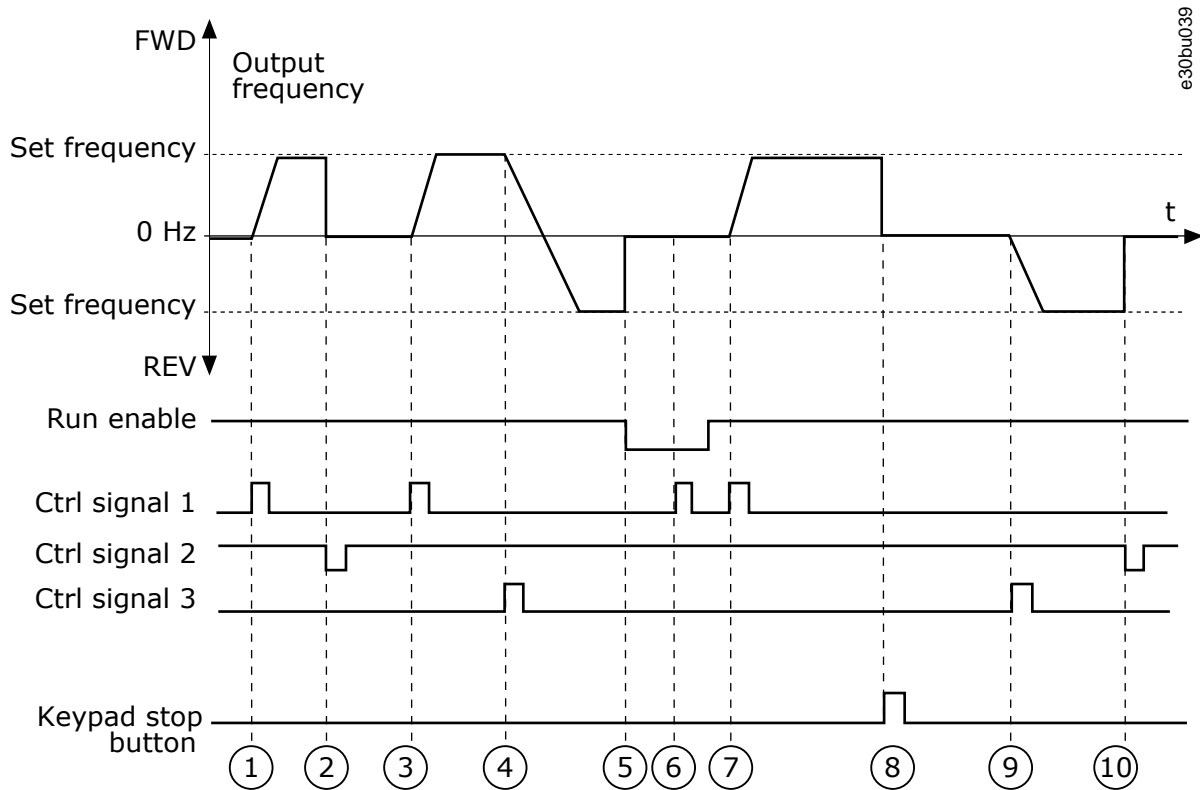 e30bu039
FWD
Output
frequency
Set frequency
t
0 Hz
Set frequency
REV
Run enable
Ctrl signal 1
Ctrl signal 2
Ctrl signal 3
Keypad stop
button
1 2 3 4 5 6 7 8 9 10